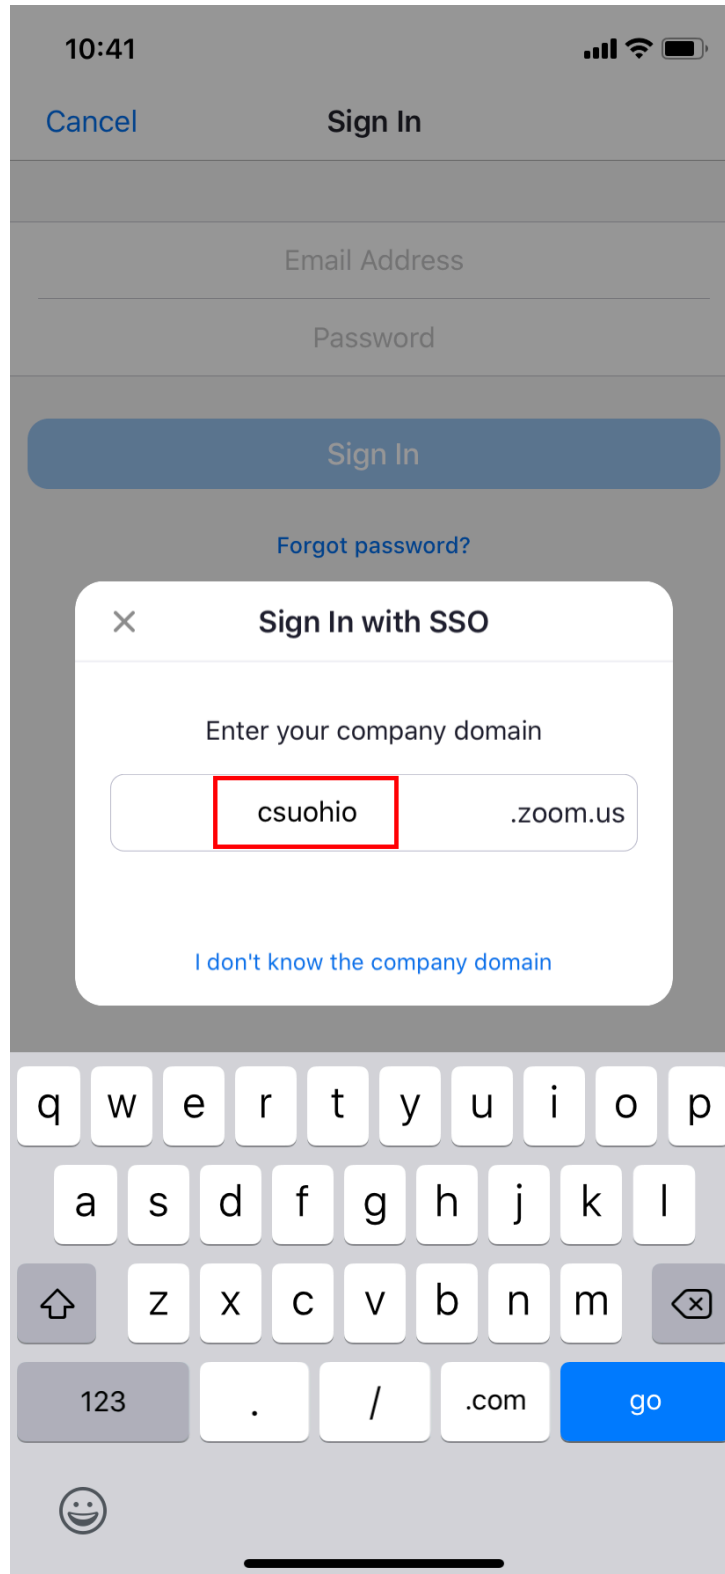 10:41
Cancel Sign In
Email Address
Password
Sign In
Forgot password?
Sign In with SSO
Enter your company domain
csuohio .zoom.us
I don't know the company domain
q w e r t y u i o p
a s d f g h j k l
z x c v b n m
123 . / .com go